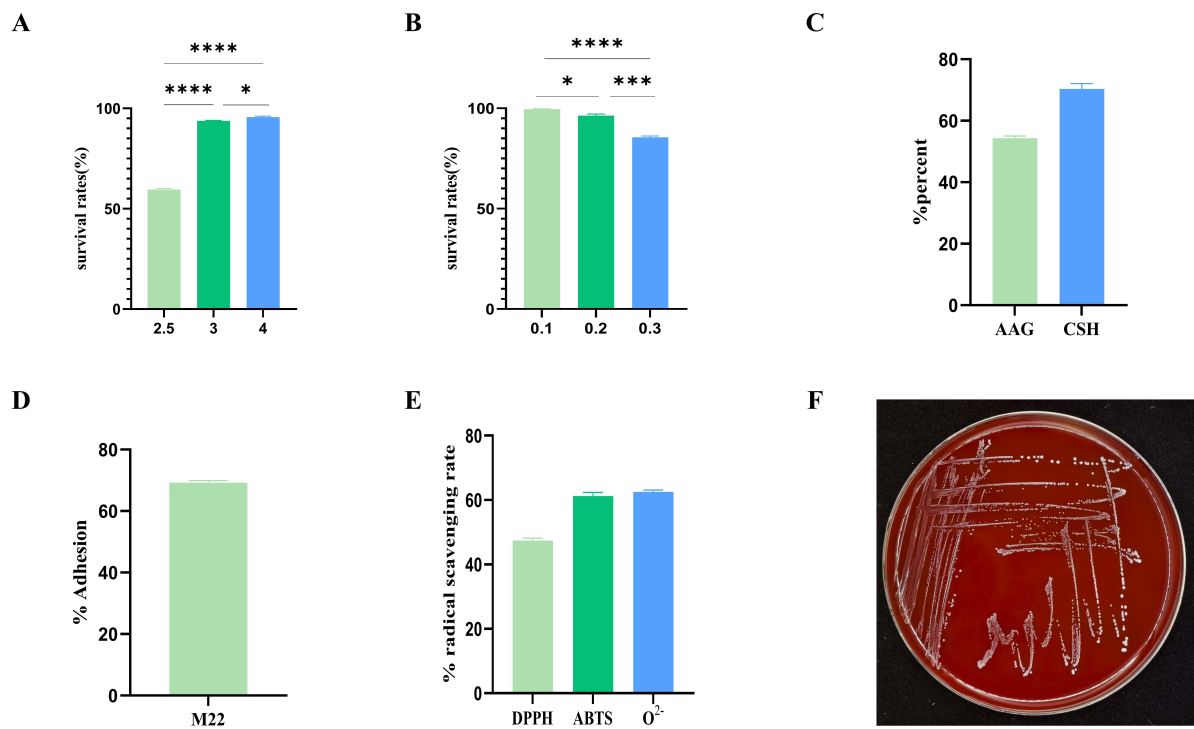 A
****
**** *
survival rates(%)
100
50
0
2.5 3 4
B
****
* ***
survival rates(%)
100
50
0
0.1 0.2 0.3
C
%percent
80
60
40
20
0
AAG CSH
D
% Adhesion
80
60
40
20
0
M22
E
% radical scavenging rate
80
60
40
20
0
DPPH ABTS O²⁻
F